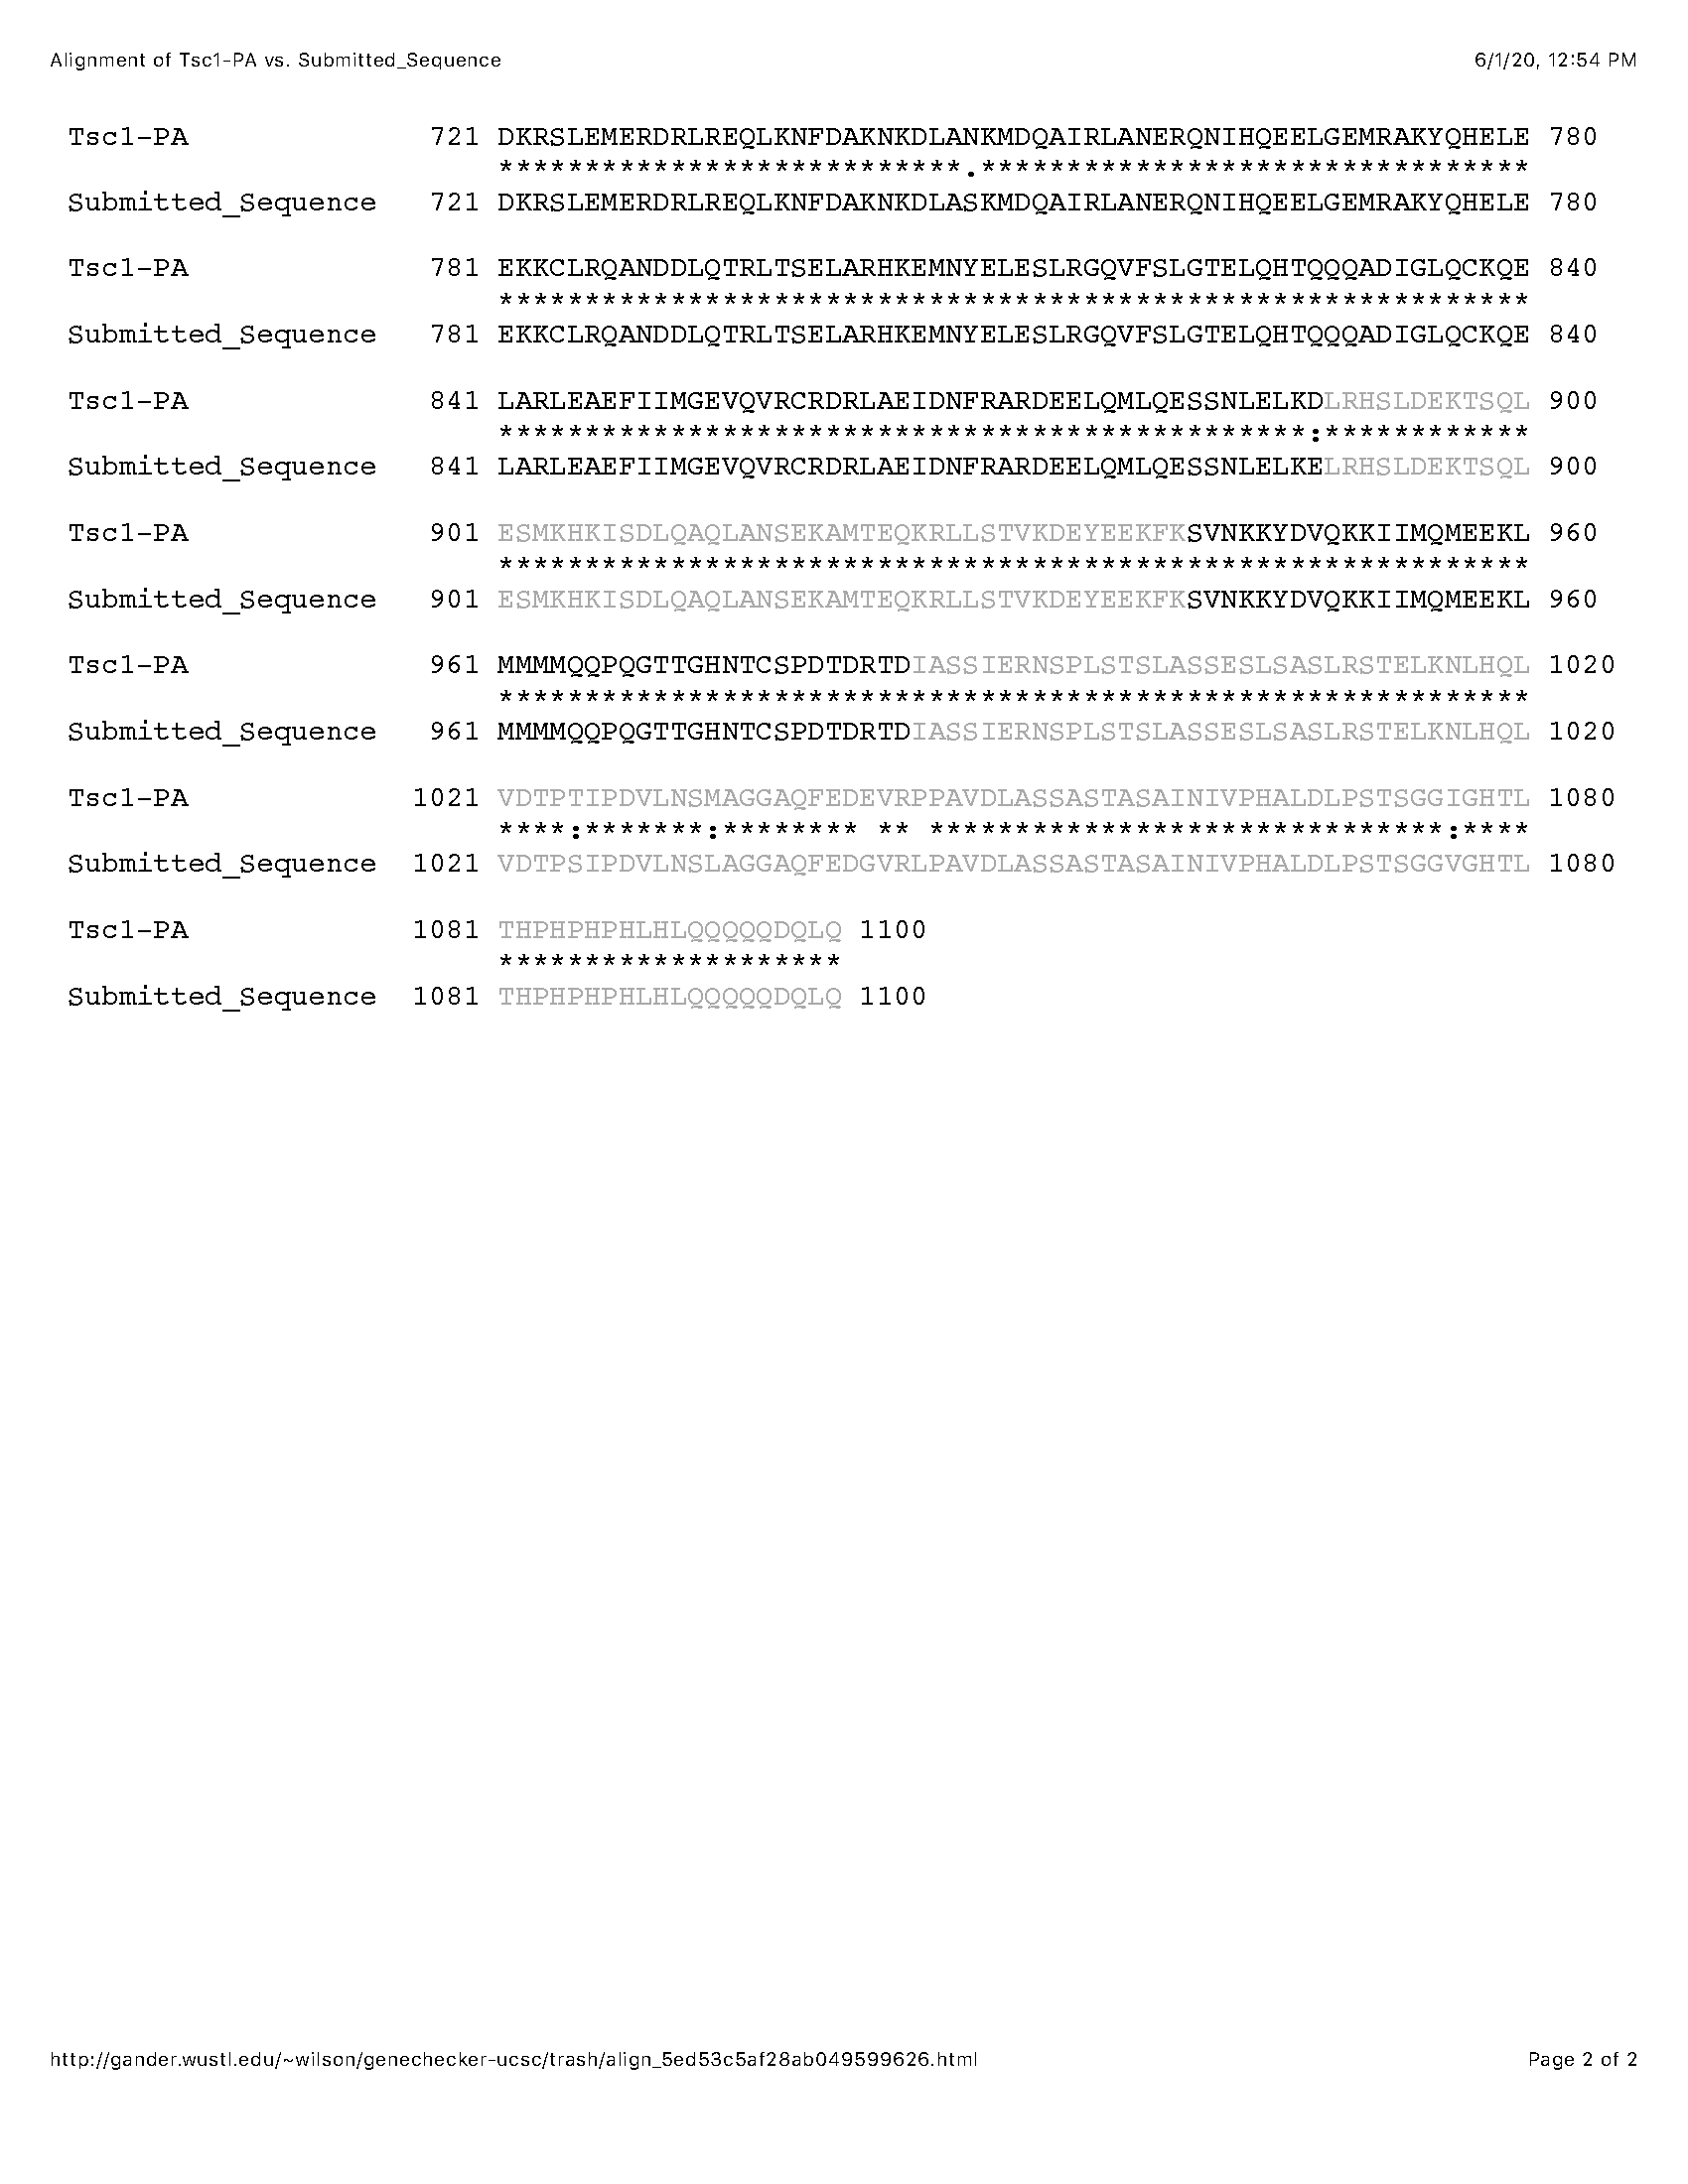 Alignment of Tsc1-PA vs. Submitted_Sequence 6/1/20, 12:54 PM
Tsc1-PA 721 DKRSLEMERDRLREQLKNFDAKNKDLANKMDQAIRLANERQNIHQEELGEMRAKYQHELE 780
***************************.********************************
Submitted_Sequence 721 DKRSLEMERDRLREQLKNFDAKNKDLASKMDQAIRLANERQNIHQEELGEMRAKYQHELE 780
Tsc1-PA 781 EKKCLRQANDDLQTRLTSELARHKEMNYELESLRGQVFSLGTELQHTQQQADIGLQCKQE 840
************************************************************
Submitted_Sequence 781 EKKCLRQANDDLQTRLTSELARHKEMNYELESLRGQVFSLGTELQHTQQQADIGLQCKQE 840
Tsc1-PA 841 LARLEAEFIIMGEVQVRCRDRLAEIDNFRARDEELQMLQESSNLELKDLRHSLDEKTSQL 900
***********************************************:************
Submitted_Sequence 841 LARLEAEFIIMGEVQVRCRDRLAEIDNFRARDEELQMLQESSNLELKELRHSLDEKTSQL 900
Tsc1-PA 901 ESMKHKISDLQAQLANSEKAMTEQKRLLSTVKDEYEEKFKSVNKKYDVQKKIIMQMEEKL 960
************************************************************
Submitted_Sequence 901 ESMKHKISDLQAQLANSEKAMTEQKRLLSTVKDEYEEKFKSVNKKYDVQKKIIMQMEEKL 960
Tsc1-PA 961 MMMMQQPQGTTGHNTCSPDTDRTDIASSIERNSPLSTSLASSESLSASLRSTELKNLHQL 1020
************************************************************
Submitted_Sequence 961 MMMMQQPQGTTGHNTCSPDTDRTDIASSIERNSPLSTSLASSESLSASLRSTELKNLHQL 1020
Tsc1-PA 1021 VDTPTIPDVLNSMAGGAQFEDEVRPPAVDLASSASTASAINIVPHALDLPSTSGGIGHTL 1080
****:*******:******** ** ******************************:****
Submitted_Sequence 1021 VDTPSIPDVLNSLAGGAQFEDGVRLPAVDLASSASTASAINIVPHALDLPSTSGGVGHTL 1080
Tsc1-PA 1081 THPHPHPHLHLQQQQQDQLQ 1100
********************
Submitted_Sequence 1081 THPHPHPHLHLQQQQQDQLQ 1100
http://gander.wustl.edu/~wilson/genechecker-ucsc/trash/align_5ed53c5af28ab049599626.html Page 2 of 2